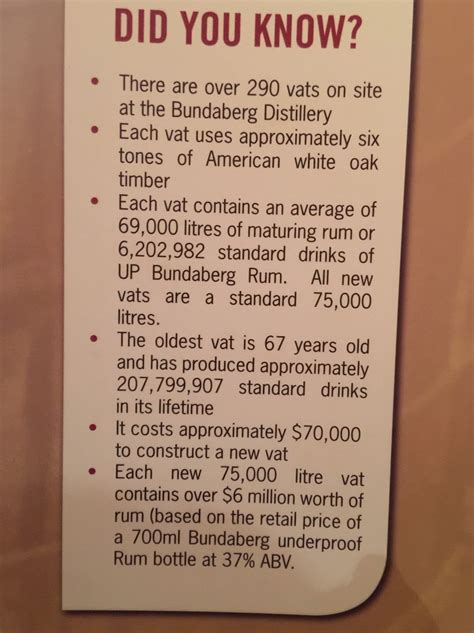 DID YOU KNOW?
• There are over 290 vats on site
at the Bundaberg Distillery
• Each vat uses approximately six
tones of American white oak
timber
• Each vat contains an average of
69,000 litres of maturing rum or
6,202,982 standard drinks of
UP Bundaberg Rum. All new
vats are a standard 75,000
litres.
• The oldest vat is 67 years old
and has produced approximately
207,799,907 standard drinks
in its lifetime
• It costs approximately $70,000
to construct a new vat
• Each new 75,000 litre vat
contains over $6 million worth of
rum (based on the retail price of
a 700ml Bundaberg underproof
Rum bottle at 37% ABV.